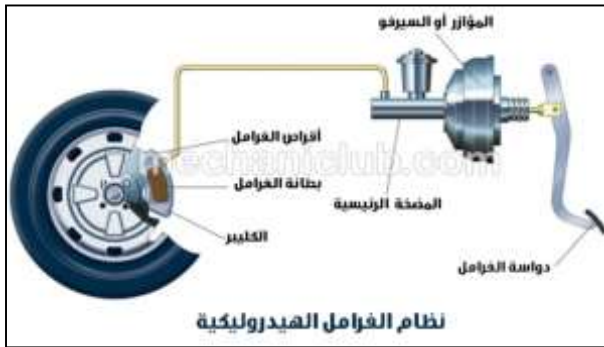 المؤازر أو السيرفو
أقراص الفرامل
mechanicclub.com
بطانة الفرامل
المضخة الرئيسية
الكليبر
دواسة الفرامل
نظام الفرامل الهيدروليكية